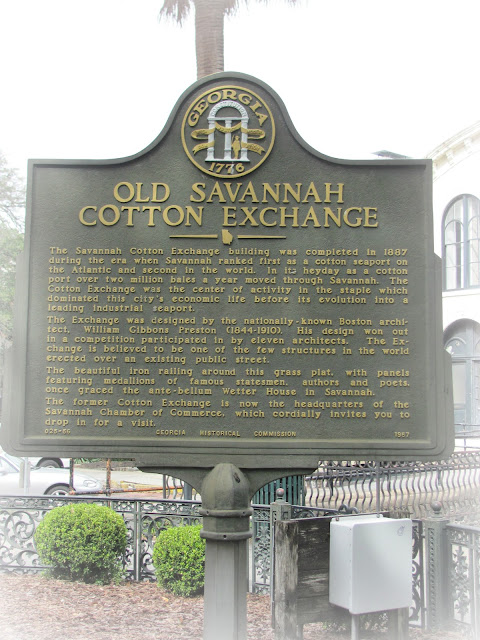 GEORGIA
1776
OLD SAVANNAH
COTTON EXCHANGE
The Savannah Cotton Exchange building was completed in 1887
during the era when Savannah ranked first as a cotton seaport on
the Atlantic and second in the world. In its heyday as a cotton
port over two million bales a year moved through Savannah. The
Cotton Exchange was the center of activity in the staple which
dominated this city's economic life before its evolution into a
leading industrial seaport.
The Exchange was designed by the nationally-known Boston archi-
tect, William Gibbons Preston (1844-1910). His design won out
in a competition participated in by eleven architects. The Ex-
change is believed to be one of the few structures in the world
erected over an existing public street.
The beautiful iron railing around this grass plat, with panels
featuring medallions of famous statesmen, authors and poets,
once graced the ante-bellum Wetter House in Savannah.
The former Cotton Exchange is now the headquarters of the
Savannah Chamber of Commerce, which cordially invites you to
drop in for a visit.
025-86 GEORGIA HISTORICAL COMMISSION 1957